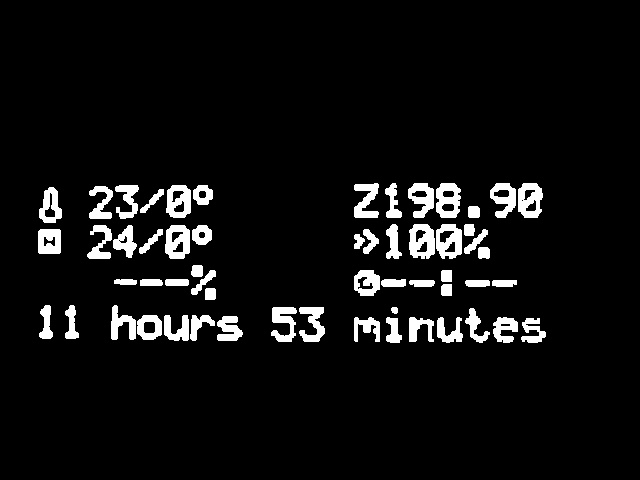 23/0° Z198.90
24/0° »100%
---% --:--
11 hours 53 minutes